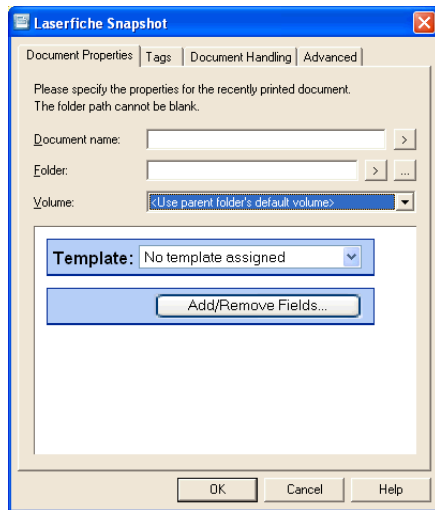 Laserfiche Snapshot
Document Properties Tags Document Handling Advanced
Please specify the properties for the recently printed document.
The folder path cannot be blank.
Document name: >
Folder: > ...
Volume: <Use parent folder's default volume>
Template: No template assigned
Add/Remove Fields...
OK Cancel Help